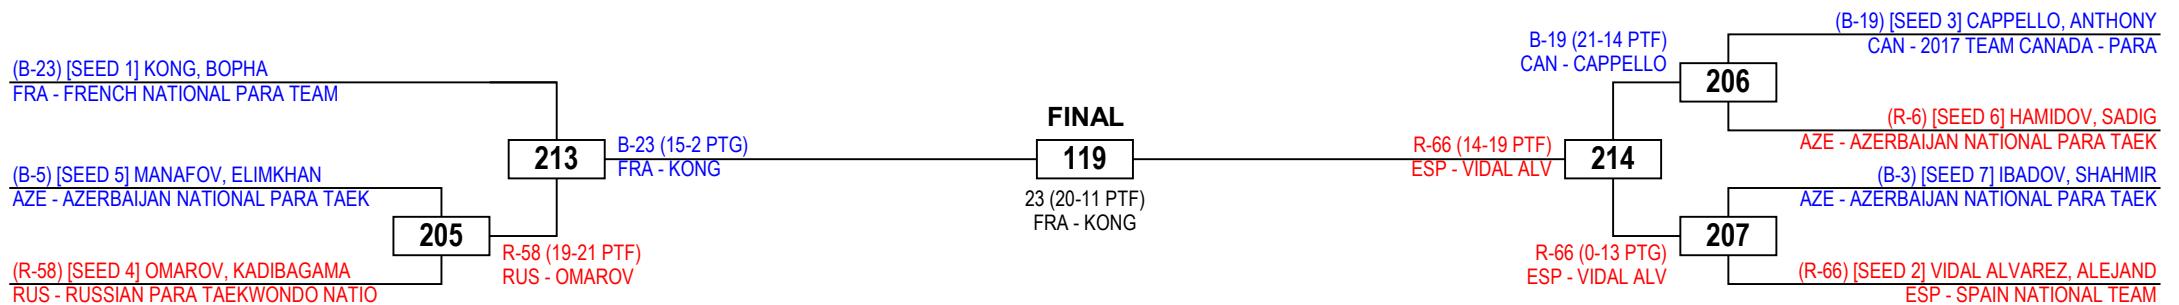 (B-23) [SEED 1] KONG, BOPHA
FRA - FRENCH NATIONAL PARA TEAM
213
B-23 (15-2 PTG)
FRA - KONG
(B-5) [SEED 5] MANAFOV, ELIMKHAN
AZE - AZERBAIJAN NATIONAL PARA TAEK
205
R-58 (19-21 PTF)
RUS - OMAROV
(R-58) [SEED 4] OMAROV, KADIBAGAMA
RUS - RUSSIAN PARA TAEKWONDO NATIO
FINAL
119
23 (20-11 PTF)
FRA - KONG
(B-19) [SEED 3] CAPPELLO, ANTHONY
CAN - 2017 TEAM CANADA - PARA
B-19 (21-14 PTF)
CAN - CAPPELLO
206
(R-6) [SEED 6] HAMIDOV, SADIG
AZE - AZERBAIJAN NATIONAL PARA TAEK
R-66 (14-19 PTF)
ESP - VIDAL ALV
214
(B-3) [SEED 7] IBADOV, SHAHMIR
AZE - AZERBAIJAN NATIONAL PARA TAEK
207
R-66 (0-13 PTG)
ESP - VIDAL ALV
(R-66) [SEED 2] VIDAL ALVAREZ, ALEJAND
ESP - SPAIN NATIONAL TEAM